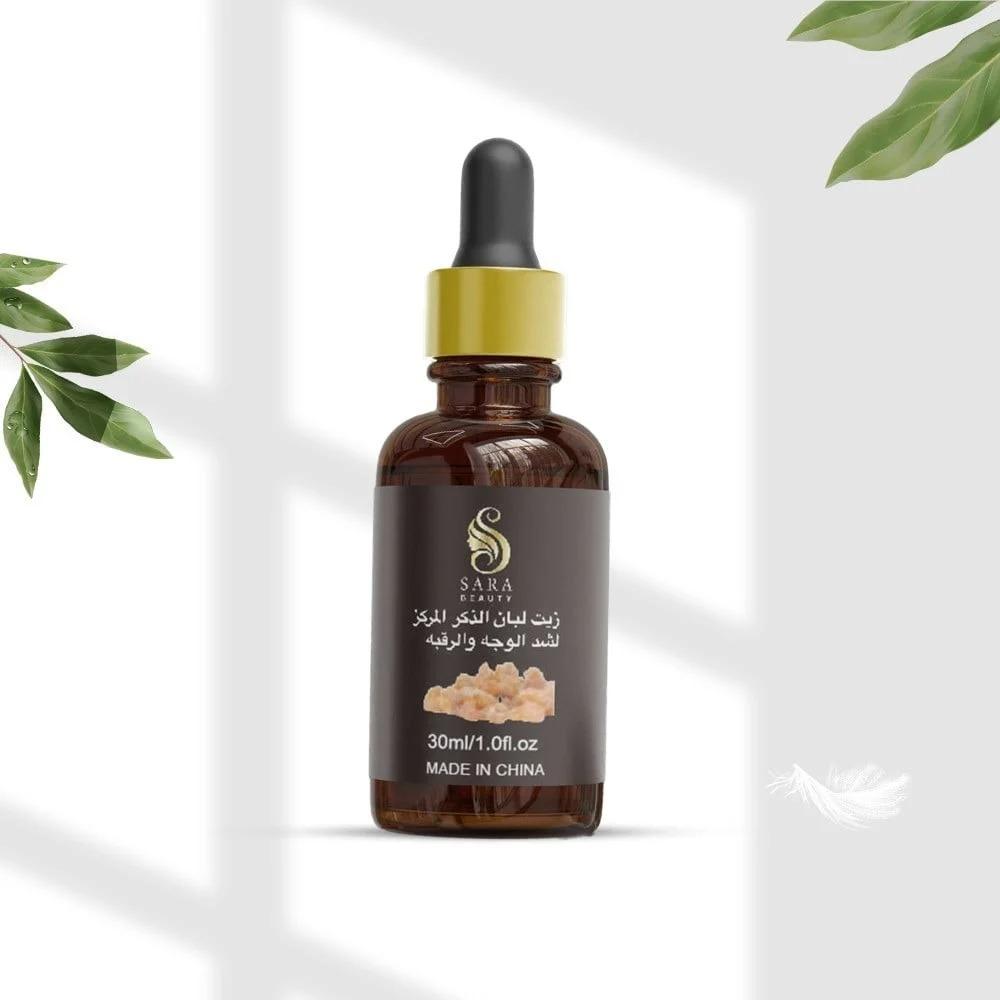 SARA
BEAUTY
زيت لبان الذكر المركز
لشد الوجه والرقبه
30ml/1.0fl.oz
MADE IN CHINA